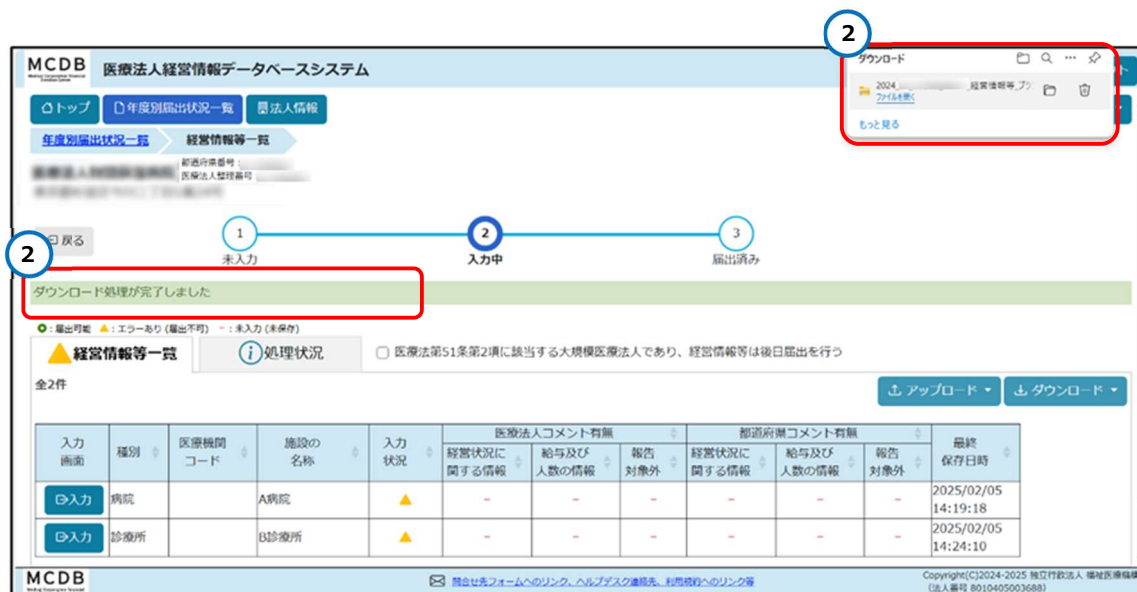 2
MCDB 医療法人経営情報データベースシステム
ダウンロード
2024_ _経営情報等_プ
ファイルを開く
もっと見る
トップ 年度別届出状況一覧 法人情報
年度別届出状況一覧 経営情報等一覧
都道府県番号:
医療法人整理番号
戻る
1 2 3
未入力 入力中 届出済み
2
ダウンロード処理が完了しました
:届出可能 :エラーあり (届出不可) -:未入力 (未保存)
経営情報等一覧 処理状況 医療法第51条第2項に該当する大規模医療法人であり、経営情報等は後日届出を行う
全2件
アップロード ダウンロード
入力画面 種別 医療機関コード 施設の名称 入力状況 医療法人コメント有無 都道府県コメント有無 最終保存日時
経営状況に関する情報 給与及び人数の情報 報告対象外 経営状況に関する情報 給与及び人数の情報 報告対象外
入力 病院 A病院 - - - - - - 2025/02/05 14:19:18
入力 診療所 B診療所 - - - - - - 2025/02/05 14:24:10
MCDB
問合せ先フォームへのリンク、ヘルプデスク連絡先、利用規約へのリンク等
Copyright(C)2024-2025 独立行政法人 福祉医療機構
(法人番号 8010405003688)